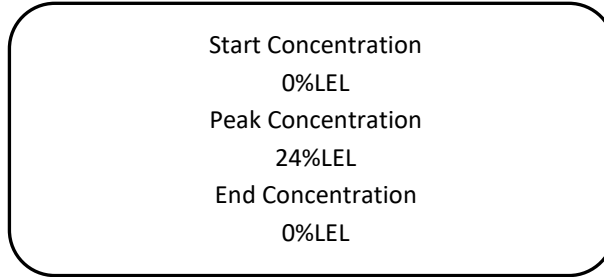 Start Concentration
0%LEL
Peak Concentration
24%LEL
End Concentration
0%LEL